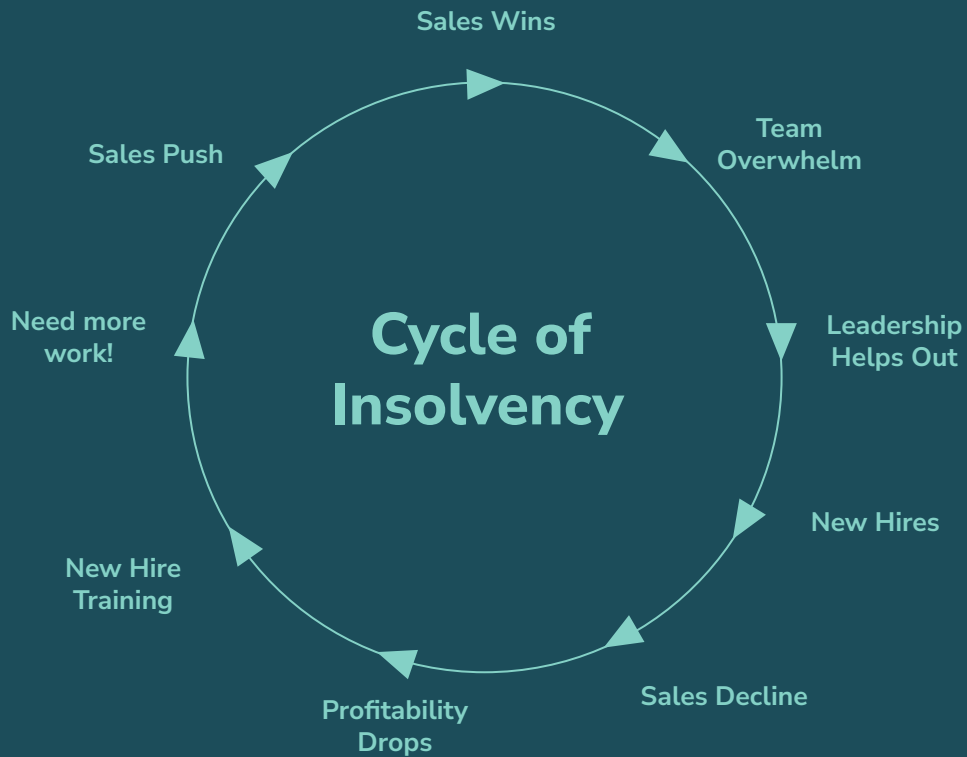 Sales Wins
Team
Overwhelm
Leadership
Helps Out
New Hires
Sales Decline
Profitability
Drops
New Hire
Training
Need more
work!
Sales Push
Cycle of
Insolvency